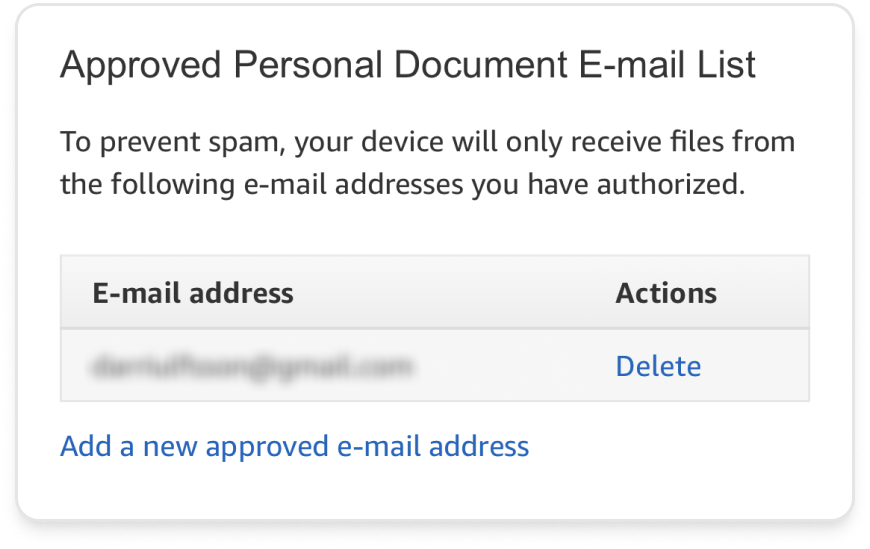 Approved Personal Document E-mail List
To prevent spam, your device will only receive files from
the following e-mail addresses you have authorized.
E-mail address Actions
Delete
Add a new approved e-mail address